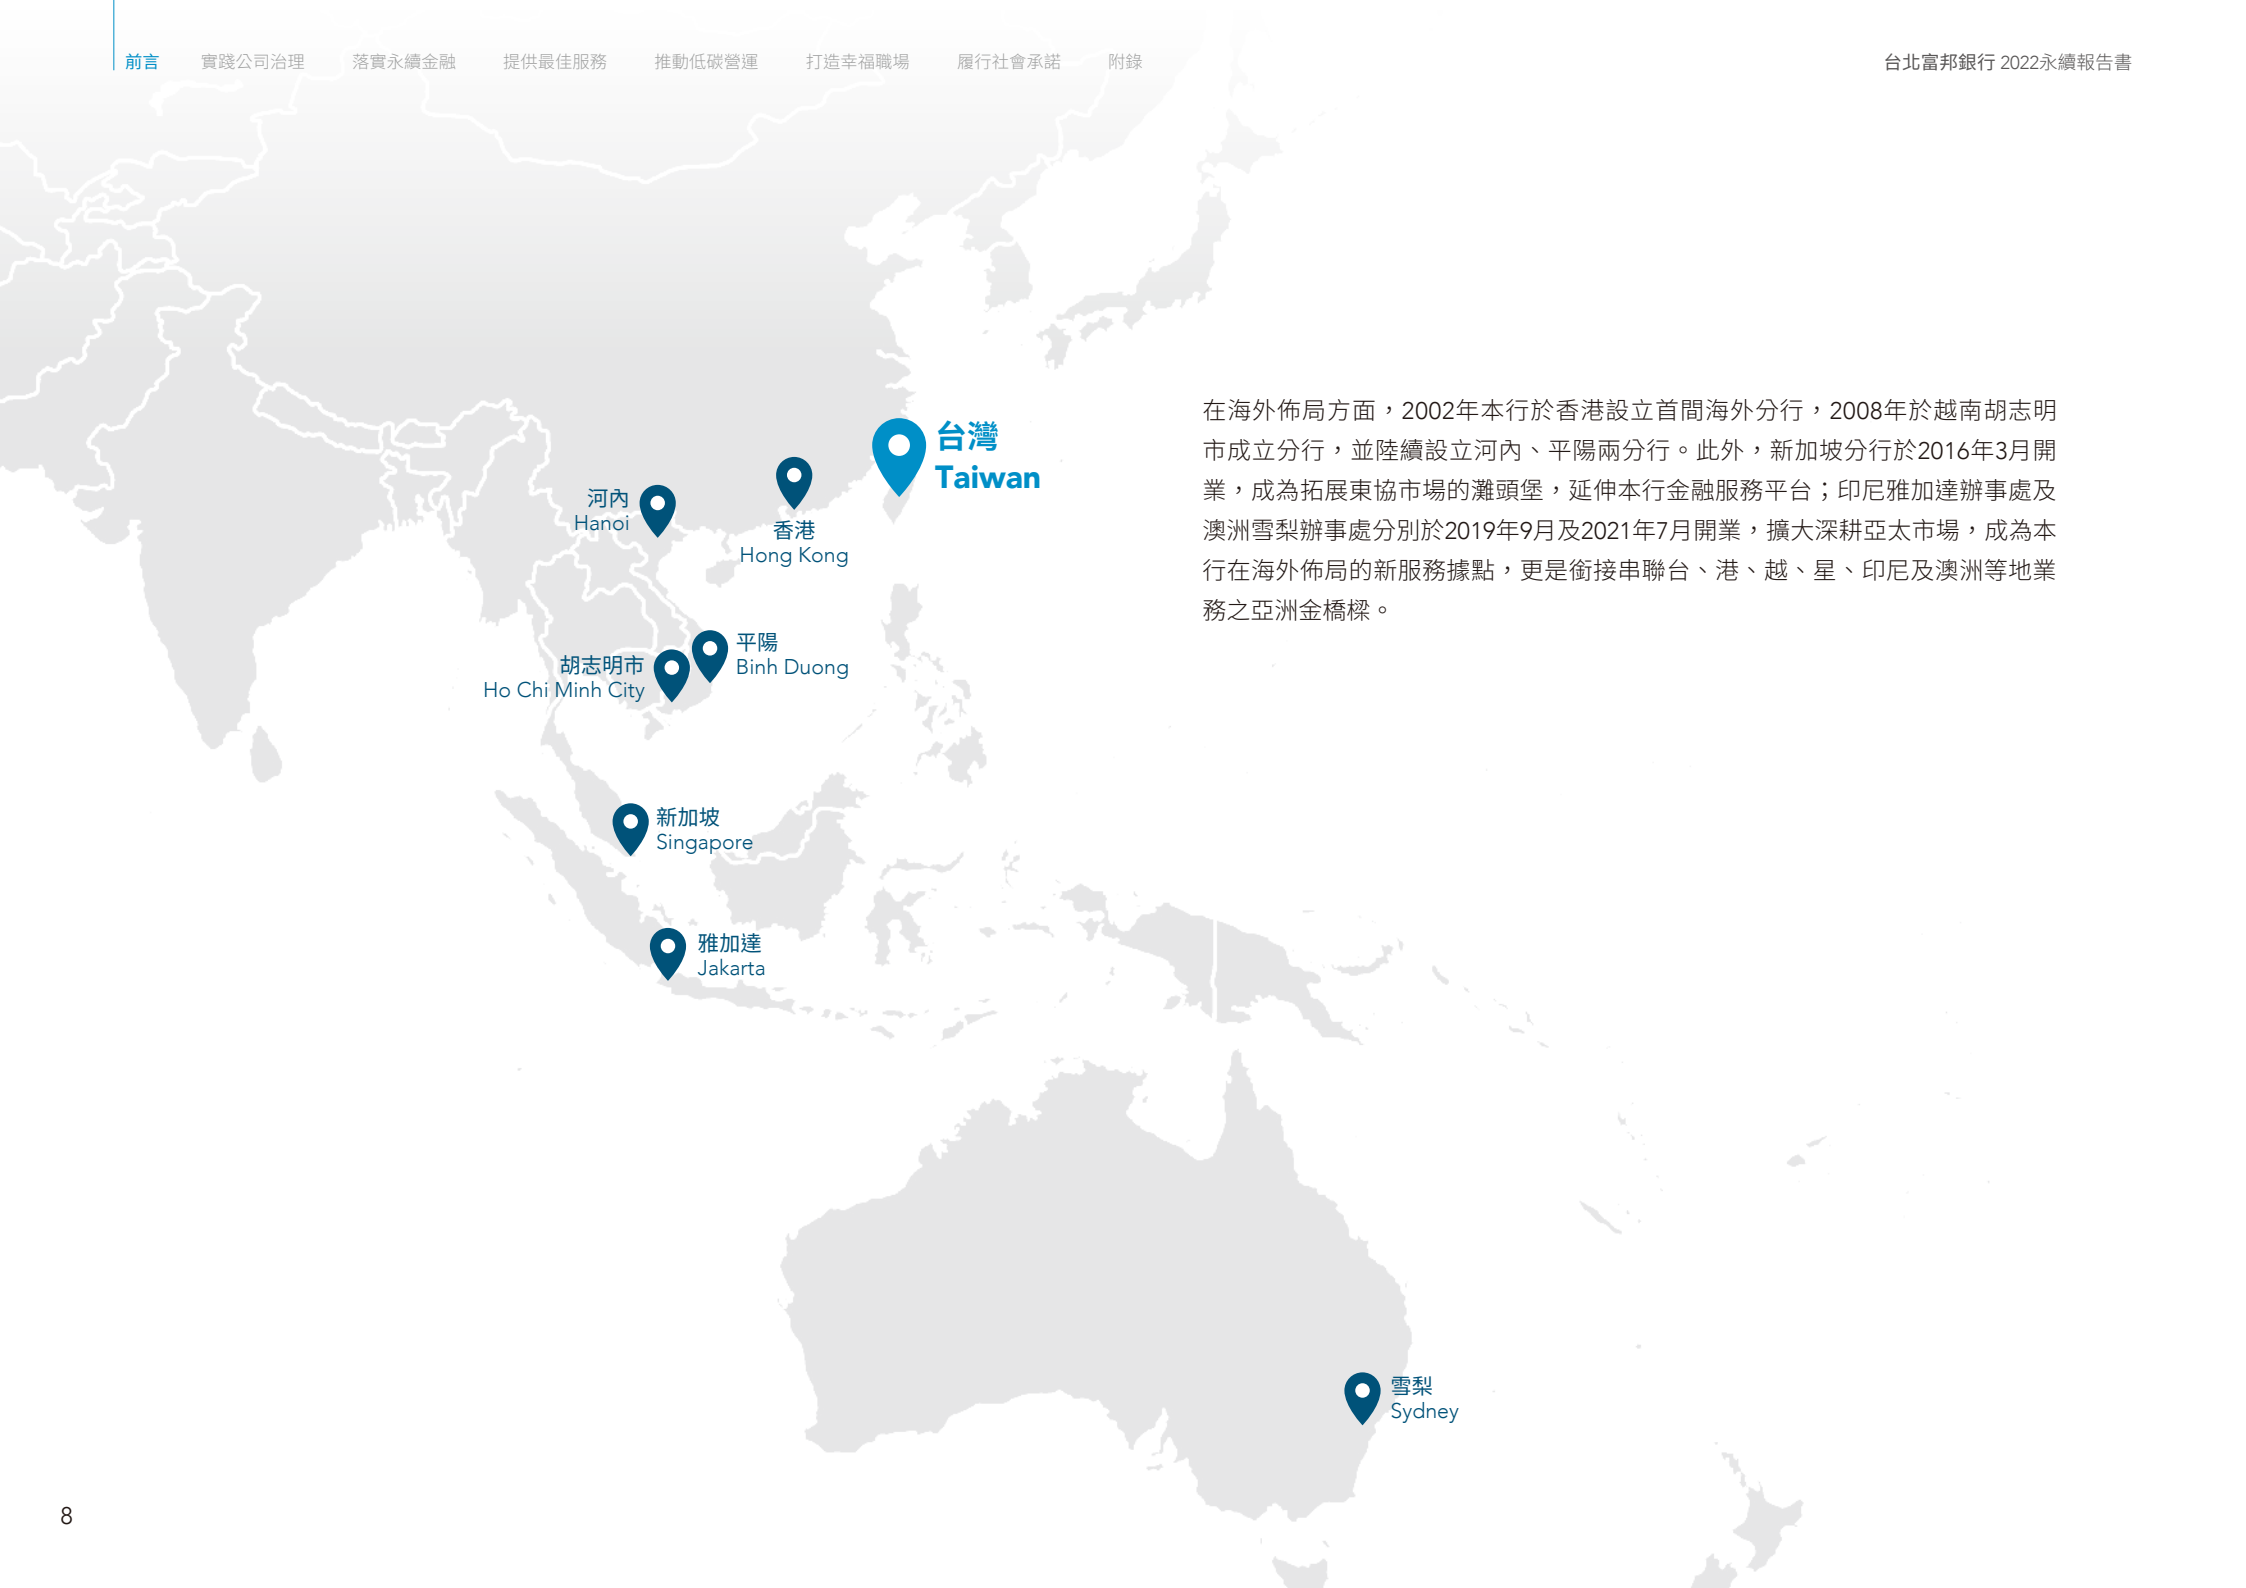 前言 實踐公司治理 落實永續金融 提供最佳服務 推動低碳營運 打造幸福職場 履行社會承諾 附錄
台北富邦銀行 2022永續報告書
台灣
Taiwan
河內
Hanoi
香港
Hong Kong
平陽
Binh Duong
胡志明市
Ho Chi Minh City
新加坡
Singapore
雅加達
Jakarta
雪梨
Sydney
在海外佈局方面，2002年本行於香港設立首間海外分行，2008年於越南胡志明
市成立分行，並陸續設立河內、平陽兩分行。此外，新加坡分行於2016年3月開
業，成為拓展東協市場的灘頭堡，延伸本行金融服務平台；印尼雅加達辦事處及
澳洲雪梨辦事處分別於2019年9月及2021年7月開業，擴大深耕亞太市場，成為本
行在海外佈局的新服務據點，更是銜接串聯台、港、越、星、印尼及澳洲等地業
務之亞洲金橋樑。
8